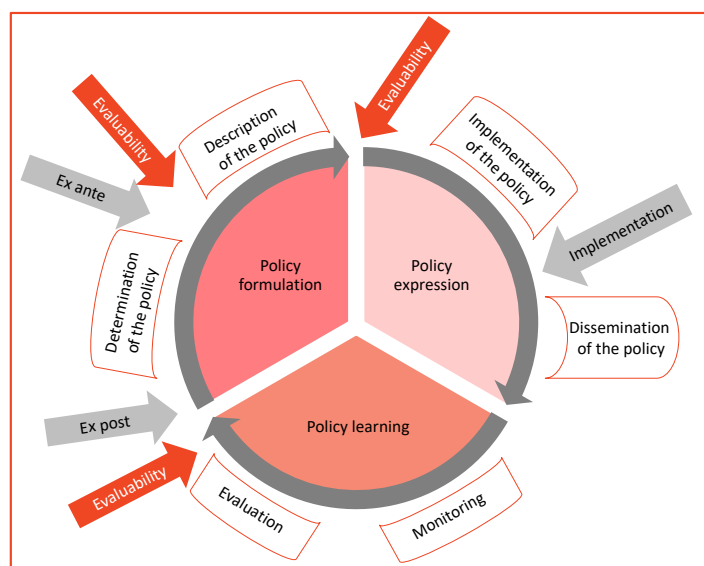 Evaluability
Evaluability
Description
of the policy
Implementation
of the policy
Ex ante
Implementation
Policy
formulation
Policy
expression
Determination
of the policy
Dissemination
of the policy
Ex post
Policy learning
Evaluability
Evaluation
Monitoring